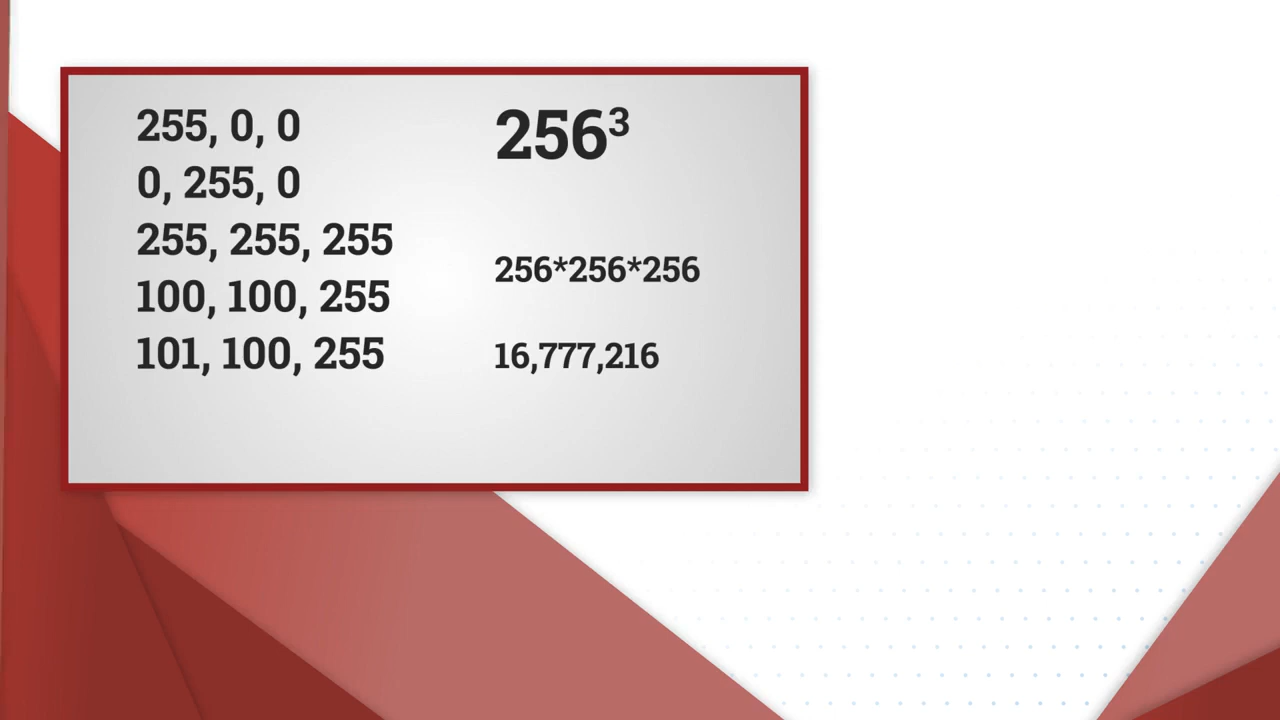 255, 0, 0
0, 255, 0
255, 255, 255
100, 100, 255
101, 100, 255
256³
256*256*256
16,777,216